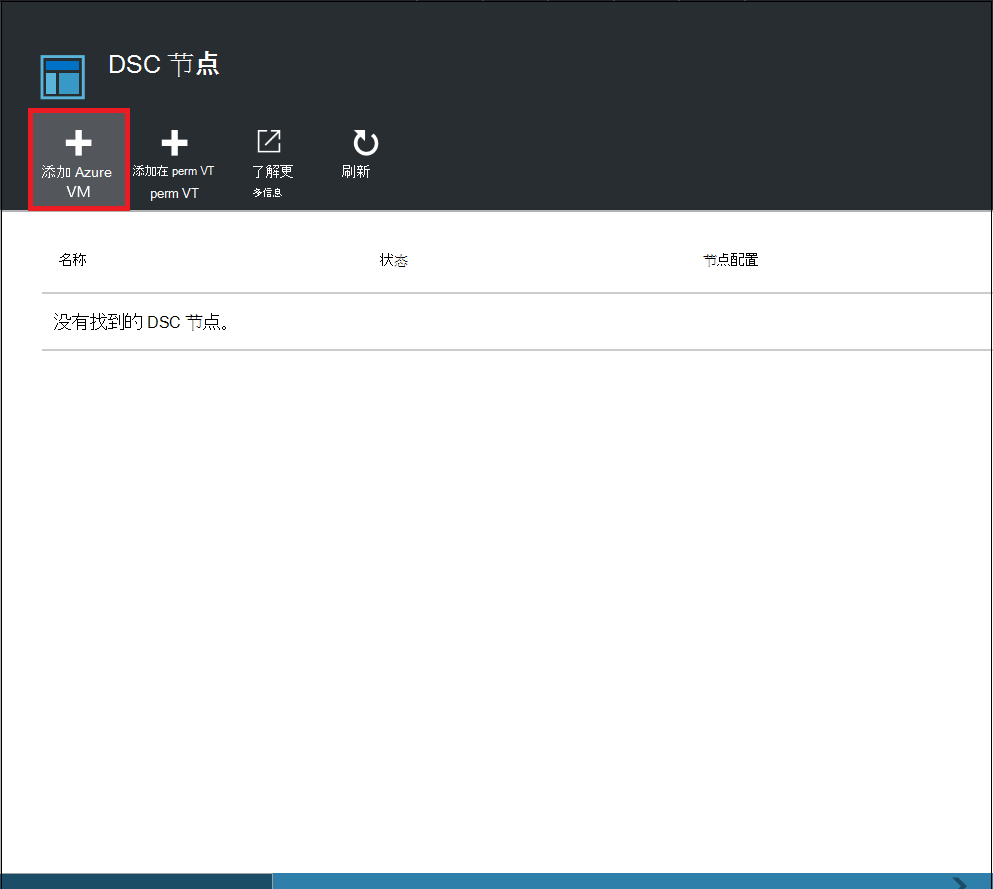 DSC 节点
添加 Azure
VM
添加在 perm VT
perm VT
了解更
多信息
刷新
名称
状态
节点配置
没有找到的 DSC 节点。